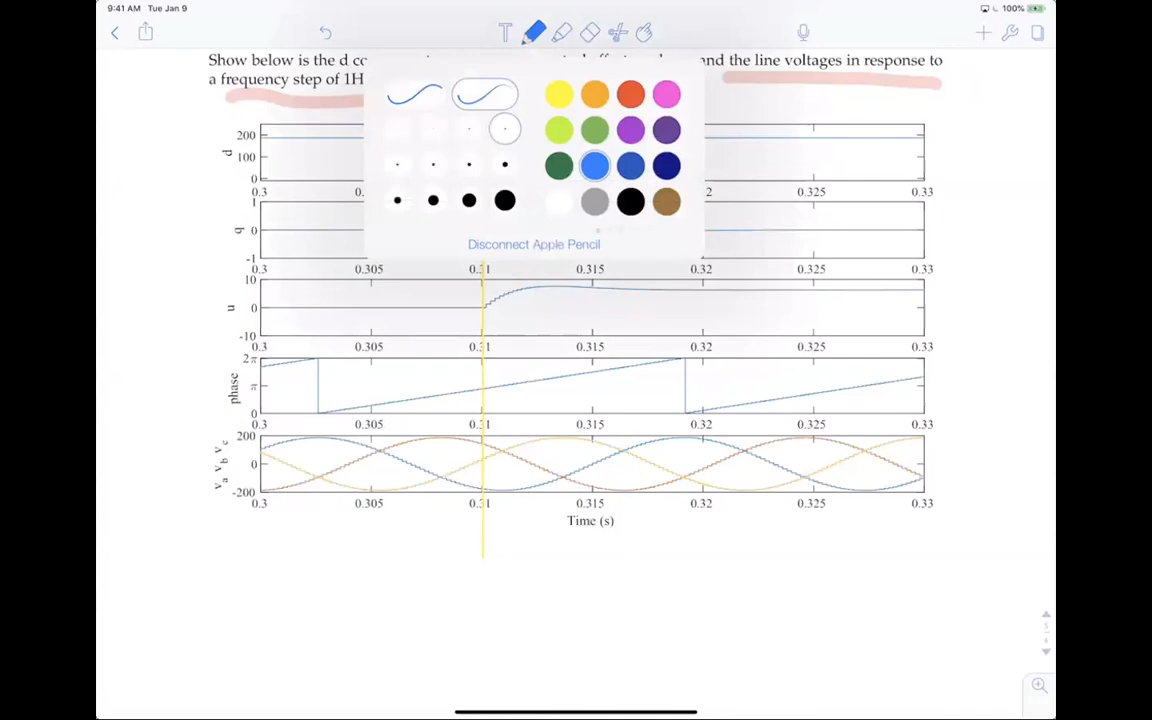 9:41 AM Tue Jan 9
100%
T
Show below is the d co and the line voltages in response to
a frequency step of 1H
200
100
0
d
0.3 0. 2 0.325 0.33
1
0
-1
q
0.3 0.305 0.31 0.315 0.32 0.325 0.33
10
0
-10
u
0.3 0.305 0.31 0.315 0.32 0.325 0.33
2π
π
0
phase
0.3 0.305 0.31 0.315 0.32 0.325 0.33
200
0
-200
va vb vc
0.3 0.305 0.31 0.315 0.32 0.325 0.33
Time (s)
Disconnect Apple Pencil